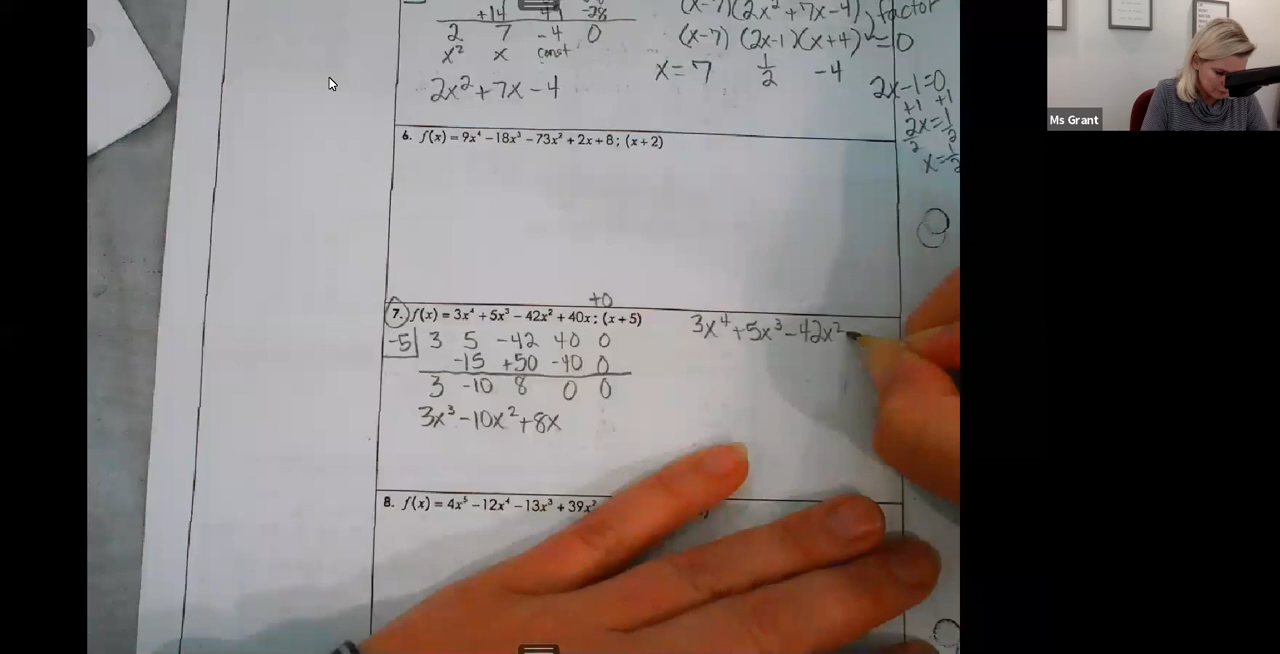 +14 49 -28
2 7 -4 0
x² x const
2x² + 7x - 4
(x-7)(2x² + 7x - 4) factor
(x-7) (2x-1)(x+4) = 0
x = 7 1/2 -4
2x - 1 = 0
+1 +1
2x = 1
2 2
x = 1/2
6. f(x) = 9x⁴ - 18x³ - 73x² + 2x + 8; (x + 2)
+0
7. f(x) = 3x⁴ + 5x³ - 42x² + 40x; (x + 5)
-5 3 5 -42 40 0
-15 +50 -40 0
3 -10 8 0 0
3x³ - 10x² + 8x
3x⁴ + 5x³ - 42x²
8. f(x) = 4x⁵ - 12x⁴ - 13x³ + 39x²
Ms Grant